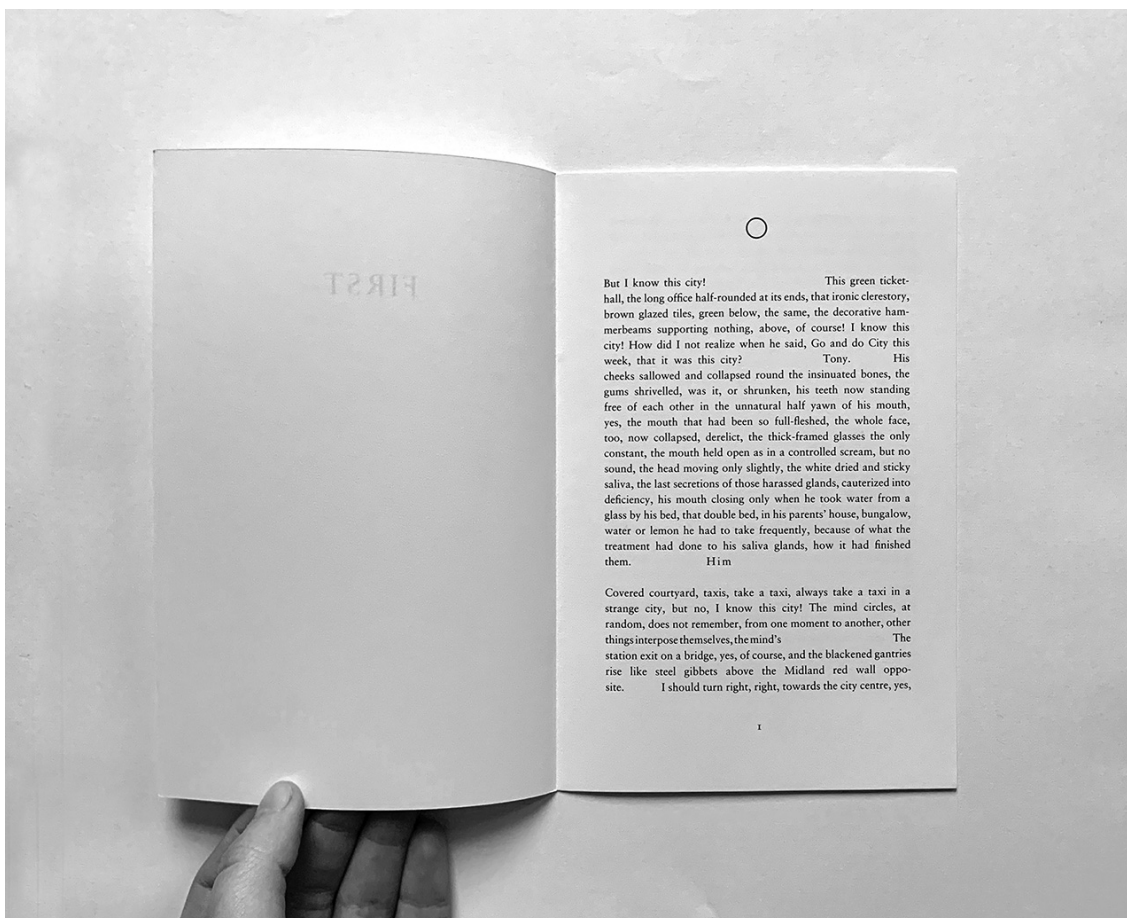 FIRST
But I know this city! This green ticket-
hall, the long office half-rounded at its ends, that ironic clerestory,
brown glazed tiles, green below, the same, the decorative ham-
merbeams supporting nothing, above, of course! I know this
city! How did I not realize when he said, Go and do City this
week, that it was this city? Tony. His
cheeks sallowed and collapsed round the insinuated bones, the
gums shrivelled, was it, or shrunken, his teeth now standing
free of each other in the unnatural half yawn of his mouth,
yes, the mouth that had been so full-fleshed, the whole face,
too, now collapsed, derelict, the thick-framed glasses the only
constant, the mouth held open as in a controlled scream, but no
sound, the head moving only slightly, the white dried and sticky
saliva, the last secretions of those harassed glands, cauterized into
deficiency, his mouth closing only when he took water from a
glass by his bed, that double bed, in his parents' house, bungalow,
water or lemon he had to take frequently, because of what the
treatment had done to his saliva glands, how it had finished
them. Him
Covered courtyard, taxis, take a taxi, always take a taxi in a
strange city, but no, I know this city! The mind circles, at
random, does not remember, from one moment to another, other
things interpose themselves, the mind's The
station exit on a bridge, yes, of course, and the blackened gantries
rise like steel gibbets above the Midland red wall oppo-
site. I should turn right, right, towards the city centre, yes,
1